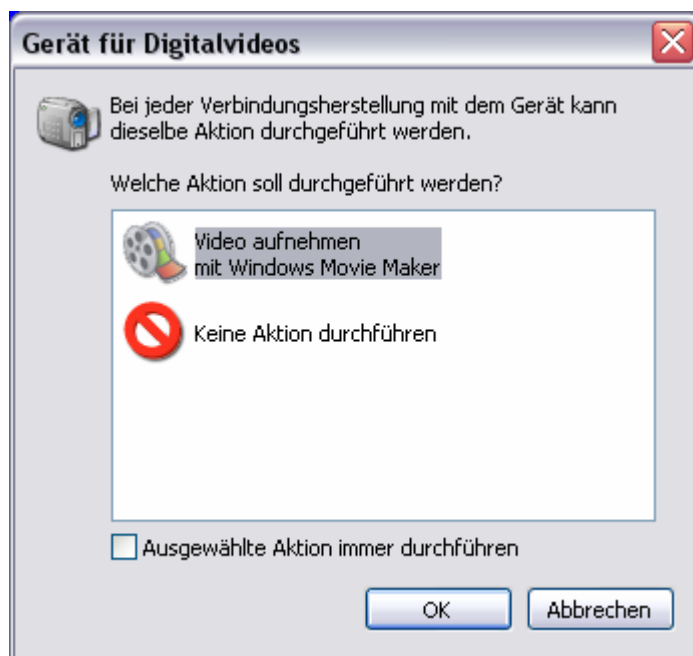 Gerät für Digitalvideos
Bei jeder Verbindungsherstellung mit dem Gerät kann
dieselbe Aktion durchgeführt werden.
Welche Aktion soll durchgeführt werden?
Video aufnehmen
mit Windows Movie Maker
Keine Aktion durchführen
Ausgewählte Aktion immer durchführen
OK
Abbrechen